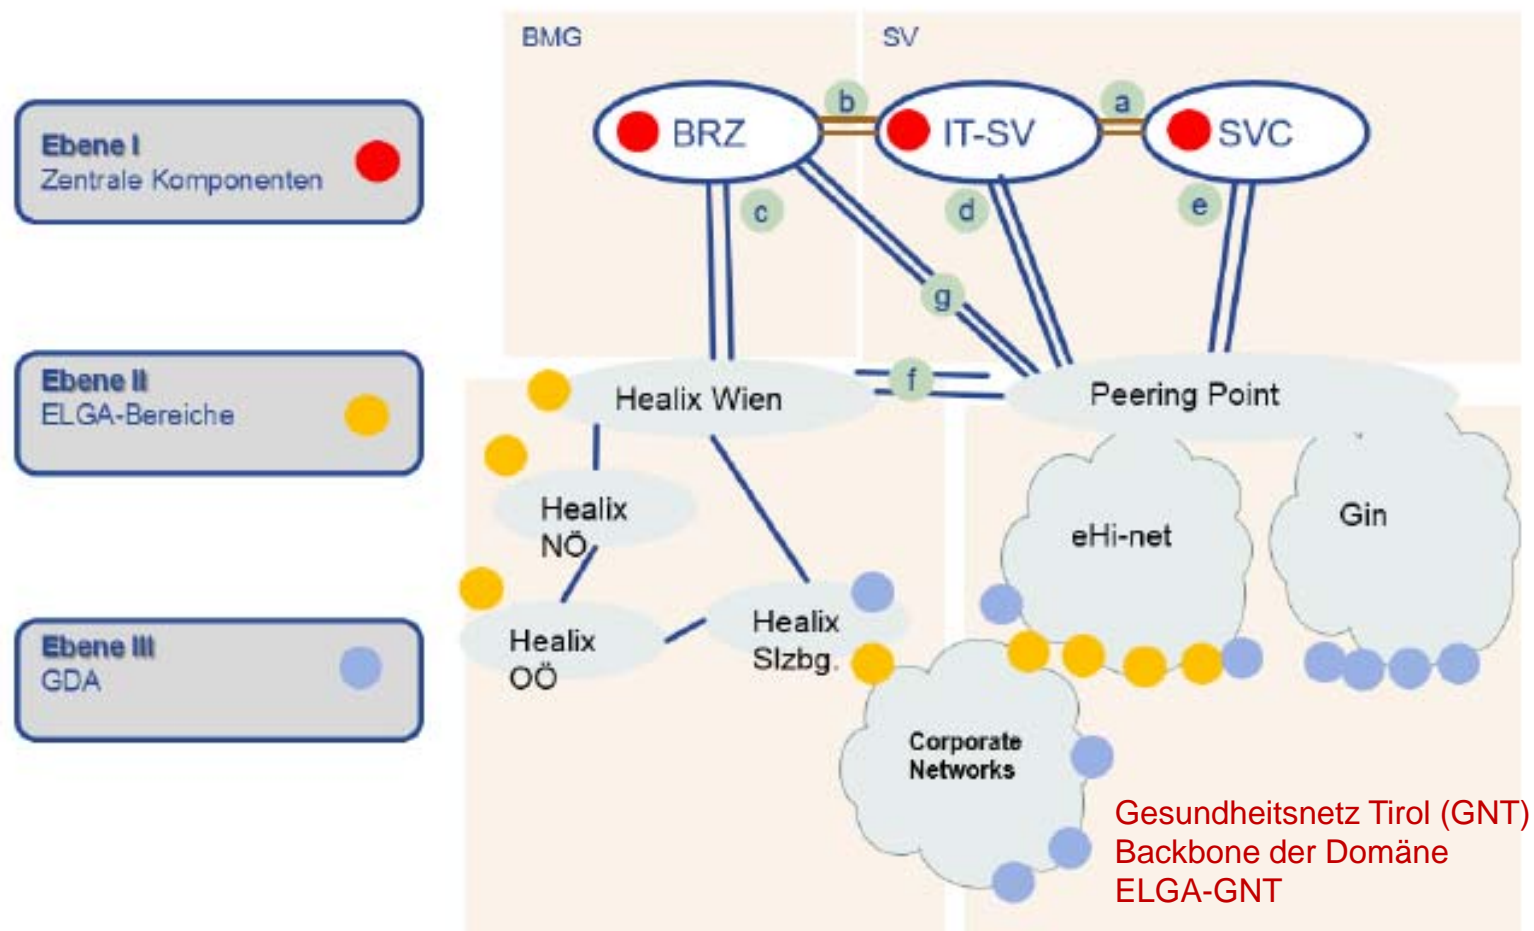 BMG
SV
Ebene I
Zentrale Komponenten
BRZ
b
IT-SV
a
SVC
c
d
e
g
Ebene II
ELGA-Bereiche
Healix Wien
f
Peering Point
Healix
NÖ
eHi-net
Gin
Ebene III
GDA
Healix
OÖ
Healix
Slzbg.
Corporate
Networks
Gesundheitsnetz Tirol (GNT)
Backbone der Domäne
ELGA-GNT